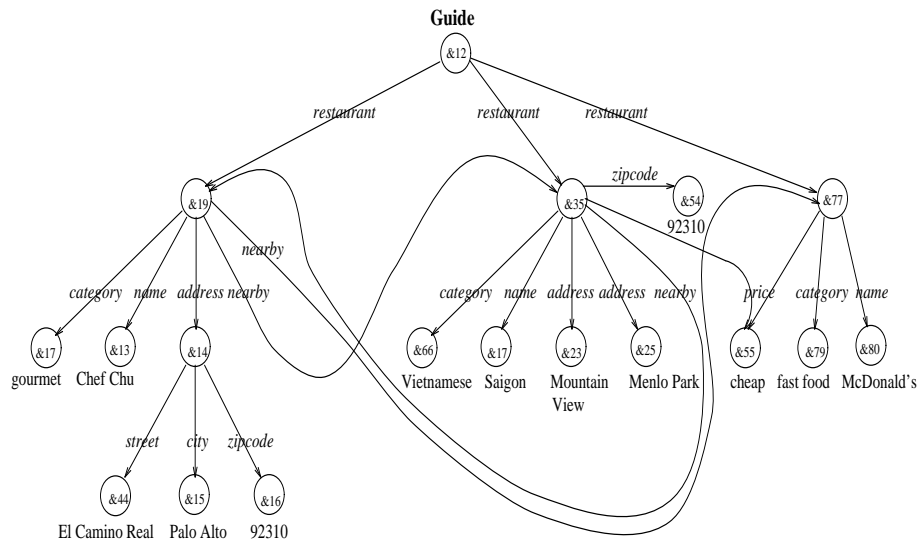 Guide
&12
restaurant restaurant restaurant
zipcode
&19 &35 &54 &77
92310
nearby
category name address nearby category name address address nearby price category name
&17 &13 &14 &66 &17 &23 &25 &55 &79 &80
gourmet Chef Chu Vietnamese Saigon Mountain Menlo Park cheap fast food McDonald's
View
street city zipcode
&44 &15 &16
El Camino Real Palo Alto 92310